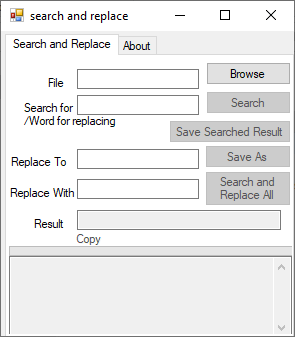 search and replace
Search and Replace
About
File
Browse
Search for
/Word for replacing
Search
Save Searched Result
Replace To
Save As
Replace With
Search and
Replace All
Result
Copy